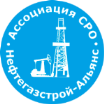 Ассоциация СРО
Нефтегазстрой-Альянс